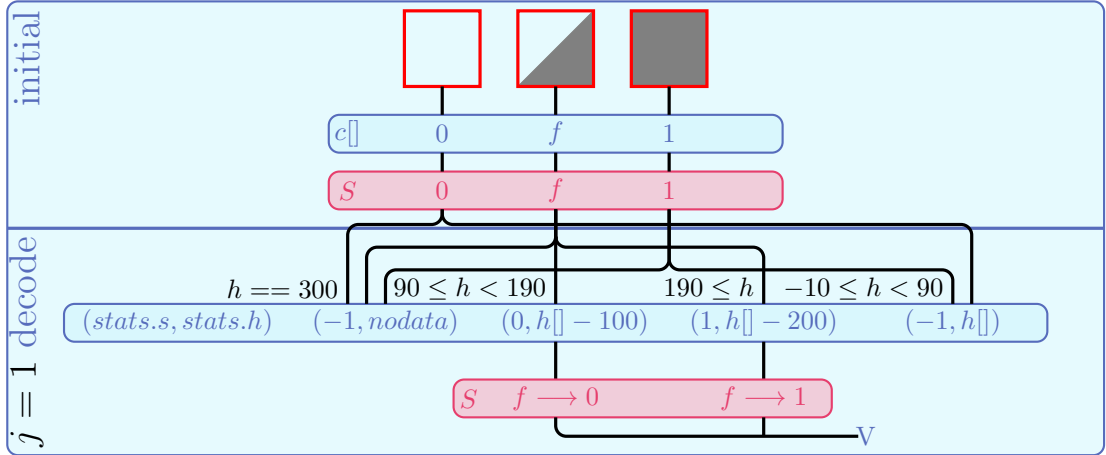 initial
c[] 0 f 1
S 0 f 1
j = 1 decode
h == 300 90 ≤ h < 190 190 ≤ h −10 ≤ h < 90
(stats.s, stats.h) (−1, nodata) (0, h[] − 100) (1, h[] − 200) (−1, h[])
S f ⟶ 0 f ⟶ 1
V